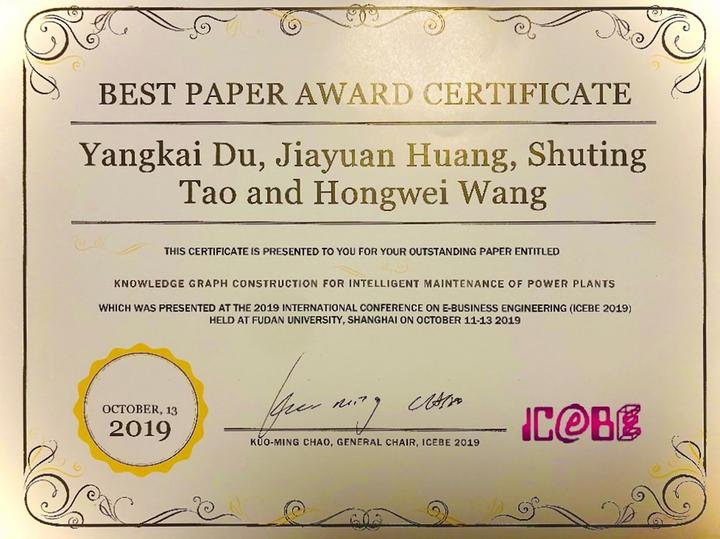 BEST PAPER AWARD CERTIFICATE
Yangkai Du, Jiayuan Huang, Shuting
Tao and Hongwei Wang
THIS CERTIFICATE IS PRESENTED TO YOU FOR YOUR OUTSTANDING PAPER ENTITLED
KNOWLEDGE GRAPH CONSTRUCTION FOR INTELLIGENT MAINTENANCE OF POWER PLANTS
WHICH WAS PRESENTED AT THE 2019 INTERNATIONAL CONFERENCE ON E-BUSINESS ENGINEERING (ICEBE 2019)
HELD AT FUDAN UNIVERSITY, SHANGHAI ON OCTOBER 11-13 2019
OCTOBER, 13
2019
KUO-MING CHAO, GENERAL CHAIR, ICEBE 2019
IC@BE